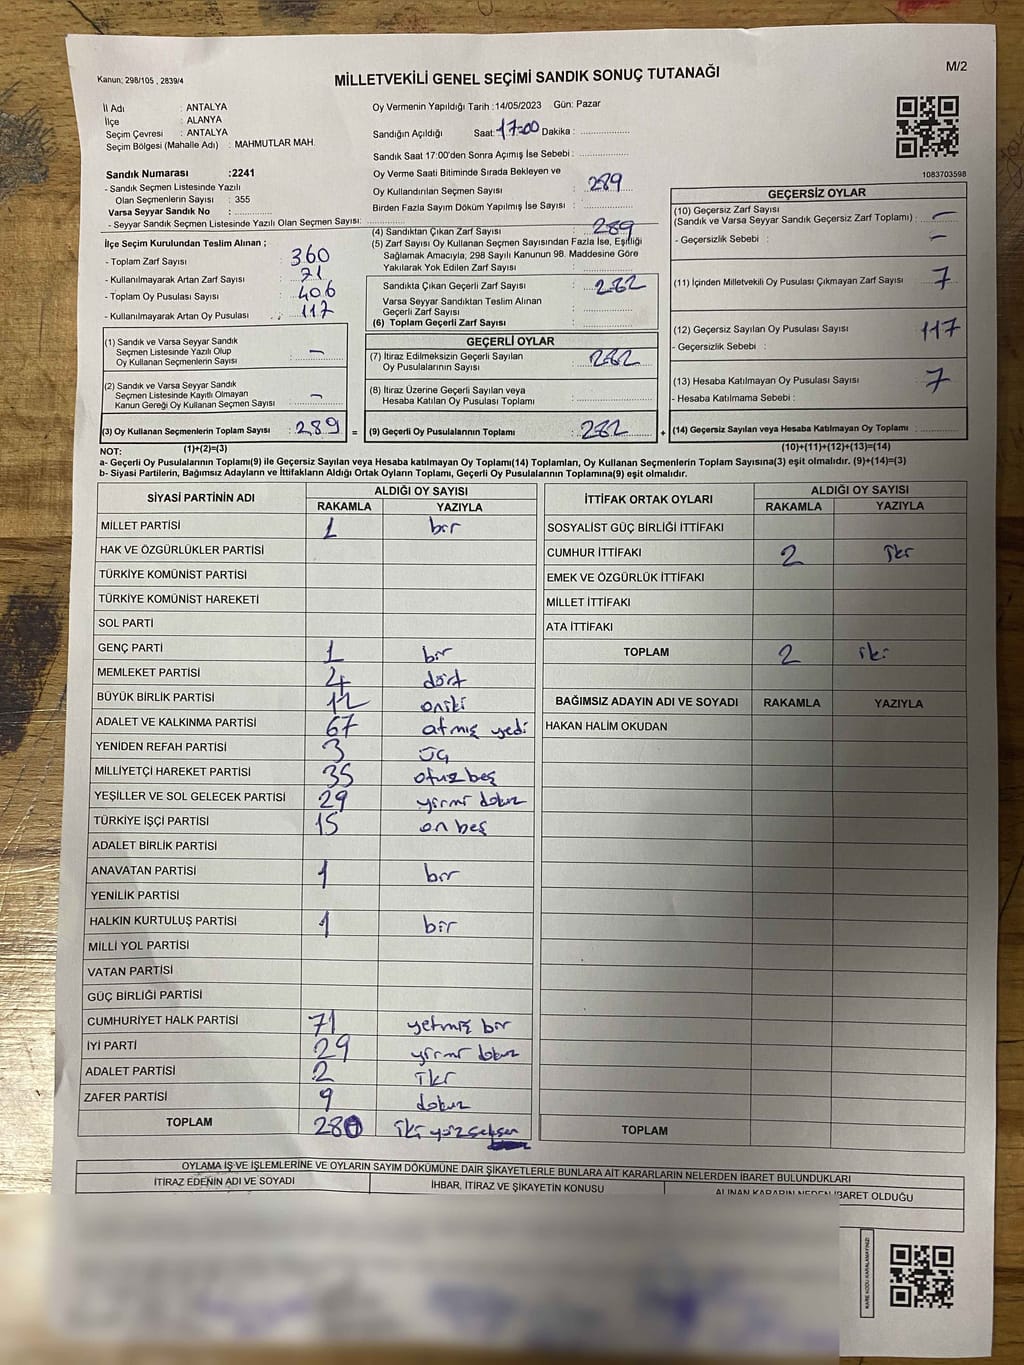 M/2
Kanun: 298/105 , 2839/4
MİLLETVEKİLİ GENEL SEÇİMİ SANDIK SONUÇ TUTANAĞI
İl Adı : ANTALYA
İlçe : ALANYA
Seçim Çevresi : ANTALYA
Seçim Bölgesi (Mahalle Adı) : MAHMUTLAR MAH.
Oy Vermenin Yapıldığı Tarih :14/05/2023 Gün: Pazar
Sandığın Açıldığı Saat: 17:00 Dakika :
Sandık Saat 17:00'den Sonra Açımış İse Sebebi :
Oy Verme Saati Bitiminde Sırada Bekleyen ve
Oy Kullandırılan Seçmen Sayısı : 289
Birden Fazla Sayım Döküm Yapılmış İse Sayısı :
1083703598
Sandık Numarası :2241
- Sandık Seçmen Listesinde Yazılı
Olan Seçmenlerin Sayısı : 355
Varsa Seyyar Sandık No :
- Seyyar Sandık Seçmen Listesinde Yazılı Olan Seçmen Sayısı:
İlçe Seçim Kurulundan Teslim Alınan ;
- Toplam Zarf Sayısı : 360
- Kullanılmayarak Artan Zarf Sayısı : 71
- Toplam Oy Pusulası Sayısı : 406
- Kullanılmayarak Artan Oy Pusulası : 117
(1) Sandık ve Varsa Seyyar Sandık
Seçmen Listesinde Yazılı Olup
Oy Kullanan Seçmenlerin Sayısı : -
(2) Sandık ve Varsa Seyyar Sandık
Seçmen Listesinde Kayıtlı Olmayan
Kanun Gereği Oy Kullanan Seçmen Sayısı : -
(3) Oy Kullanan Seçmenlerin Toplam Sayısı : 289 =
(1)+(2)=(3)
(4) Sandıktan Çıkan Zarf Sayısı : 289
(5) Zarf Sayısı Oy Kullanan Seçmen Sayısından Fazla İse, Eşitliği
Sağlamak Amacıyla, 298 Sayılı Kanunun 98. Maddesine Göre
Yakılarak Yok Edilen Zarf Sayısı :
Sandıkta Çıkan Geçerli Zarf Sayısı : 282
Varsa Seyyar Sandıktan Teslim Alınan
Geçerli Zarf Sayısı :
(6) Toplam Geçerli Zarf Sayısı :
GEÇERLİ OYLAR
(7) İtiraz Edilmeksizin Geçerli Sayılan
Oy Pusulalarının Sayısı : 282
(8) İtiraz Üzerine Geçerli Sayılan veya
Hesaba Katılan Oy Pusulası Toplamı :
(9) Geçerli Oy Pusulalarının Toplamı : 282 +
GEÇERSİZ OYLAR
(10) Geçersiz Zarf Sayısı
(Sandık ve Varsa Seyyar Sandık Geçersiz Zarf Toplamı) : -
- Geçersizlik Sebebi : -
(11) İçinden Milletvekili Oy Pusulası Çıkmayan Zarf Sayısı : 7
(12) Geçersiz Sayılan Oy Pusulası Sayısı : 117
- Geçersizlik Sebebi :
(13) Hesaba Katılmayan Oy Pusulası Sayısı : 7
- Hesaba Katılmama Sebebi :
(14) Geçersiz Sayılan veya Hesaba Katılmayan Oy Toplamı :
(10)+(11)+(12)+(13)=(14)
NOT:
a- Geçerli Oy Pusulalarının Toplamı(9) ile Geçersiz Sayılan veya Hesaba katılmayan Oy Toplamı(14) Toplamları, Oy Kullanan Seçmenlerin Toplam Sayısına(3) eşit olmalıdır. (9)+(14)=(3)
b- Siyasi Partilerin, Bağımsız Adayların ve İttifakların Aldığı Ortak Oyların Toplamı, Geçerli Oy Pusulalarının Toplamına(9) eşit olmalıdır.
SİYASİ PARTİNİN ADI ALDIĞI OY SAYISI
RAKAMLA YAZIYLA
MİLLET PARTİSİ 1 bir
HAK VE ÖZGÜRLÜKLER PARTİSİ
TÜRKİYE KOMÜNİST PARTİSİ
TÜRKİYE KOMÜNİST HAREKETİ
SOL PARTİ
GENÇ PARTİ 1 bir
MEMLEKET PARTİSİ 4 dört
BÜYÜK BİRLİK PARTİSİ 12 oniki
ADALET VE KALKINMA PARTİSİ 67 atmış yedi
YENİDEN REFAH PARTİSİ 3 üç
MİLLİYETÇİ HAREKET PARTİSİ 35 otuz beş
YEŞİLLER VE SOL GELECEK PARTİSİ 29 yirmi dokuz
TÜRKİYE İŞÇİ PARTİSİ 15 on beş
ADALET BİRLİK PARTİSİ
ANAVATAN PARTİSİ 1 bir
YENİLİK PARTİSİ
HALKIN KURTULUŞ PARTİSİ 1 bir
MİLLİ YOL PARTİSİ
VATAN PARTİSİ
GÜÇ BİRLİĞİ PARTİSİ
CUMHURİYET HALK PARTİSİ 71 yetmiş bir
İYİ PARTİ 29 yirmi dokuz
ADALET PARTİSİ 2 iki
ZAFER PARTİSİ 9 dokuz
TOPLAM 280 iki yüz seksen
İTTİFAK ORTAK OYLARI ALDIĞI OY SAYISI
RAKAMLA YAZIYLA
SOSYALİST GÜÇ BİRLİĞİ İTTİFAKI
CUMHUR İTTİFAKI 2 iki
EMEK VE ÖZGÜRLÜK İTTİFAKI
MİLLET İTTİFAKI
ATA İTTİFAKI
TOPLAM 2 iki
BAĞIMSIZ ADAYIN ADI VE SOYADI RAKAMLA YAZIYLA
HAKAN HALİM OKUDAN
TOPLAM
OYLAMA İŞ VE İŞLEMLERİNE VE OYLARIN SAYIM DÖKÜMÜNE DAİR ŞİKAYETLERLE BUNLARA AİT KARARLARIN NELERDEN İBARET BULUNDUKLARI
İTİRAZ EDENİN ADI VE SOYADI İHBAR, İTİRAZ VE ŞİKAYETİN KONUSU ALINAN KARARIN NEDEN İBARET OLDUĞU
KARE KODU KARALAMAYINIZ!